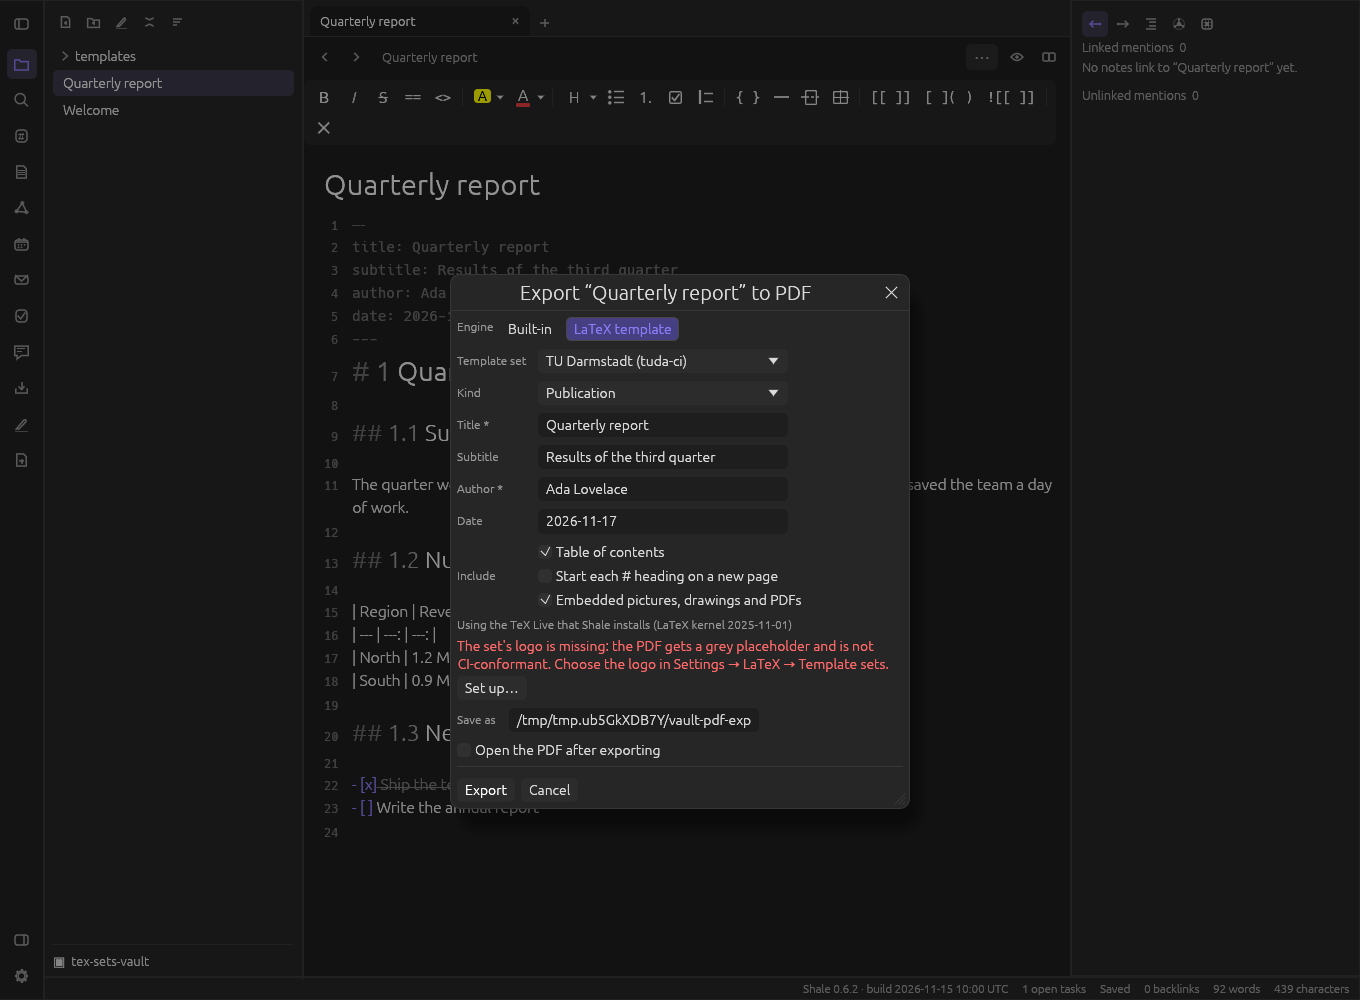 Quarterly report ×
templates
Quarterly report
Welcome
tex-sets-vault
Quarterly report
B I S == <> A A H 1. { } — [[ ]] [ ]( ) ![[ ]]
Quarterly report
1 ---
2 title: Quarterly report
3 subtitle: Results of the third quarter
4 author: Ada
5 date: 2026-
6 ---
7 # 1 Qua
8
9 ## 1.1 Su
10
11 The quarter w saved the team a day
of work.
12
13 ## 1.2 Nu
14
15 | Region | Reve
16 | --- | ---: | ---: |
17 | North | 1.2 M
18 | South | 0.9 M
19
20 ## 1.3 Ne
21
22 - [x] Ship the te
23 - [ ] Write the annual report
24
Export “Quarterly report” to PDF
Engine Built-in LaTeX template
Template set TU Darmstadt (tuda-ci)
Kind Publication
Title * Quarterly report
Subtitle Results of the third quarter
Author * Ada Lovelace
Date 2026-11-17
Table of contents
Include Start each # heading on a new page
Embedded pictures, drawings and PDFs
Using the TeX Live that Shale installs (LaTeX kernel 2025-11-01)
The set's logo is missing: the PDF gets a grey placeholder and is not
CI-conformant. Choose the logo in Settings → LaTeX → Template sets.
Set up…
Save as /tmp/tmp.ub5GkXDB7Y/vault-pdf-exp
Open the PDF after exporting
Export Cancel
Linked mentions 0
No notes link to “Quarterly report” yet.
Unlinked mentions 0
Shale 0.6.2 · build 2026-11-15 10:00 UTC 1 open tasks Saved 0 backlinks 92 words 439 characters